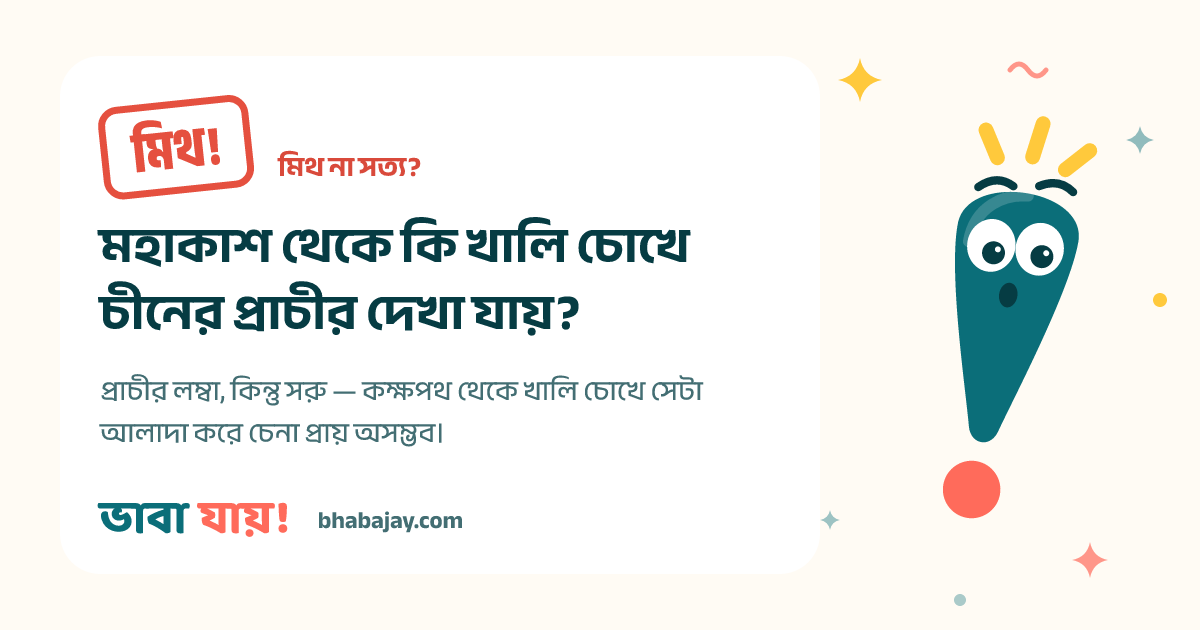 মিথ!
মিথ না সত্য?
মহাকাশ থেকে কি খালি চোখে
চীনের প্রাচীর দেখা যায়?
প্রাচীর লম্বা, কিন্তু সরু — কক্ষপথ থেকে খালি চোখে সেটা
আলাদা করে চেনা প্রায় অসম্ভব।
ভাবা যায়! bhabajay.com